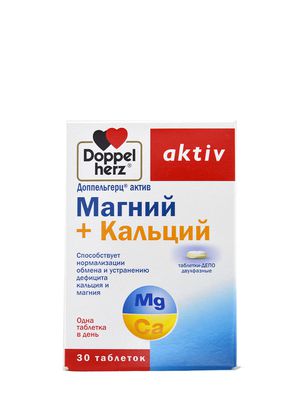 Doppel
herz®
aktiv
Доппельгерц® актив
Магний
+ Кальций
Способствует
нормализации
обмена и устранению
дефицита
кальция и
магния
таблетки-ДЕПО
двухфазные
Mg
Ca
Одна
таблетка
в день
30 таблеток